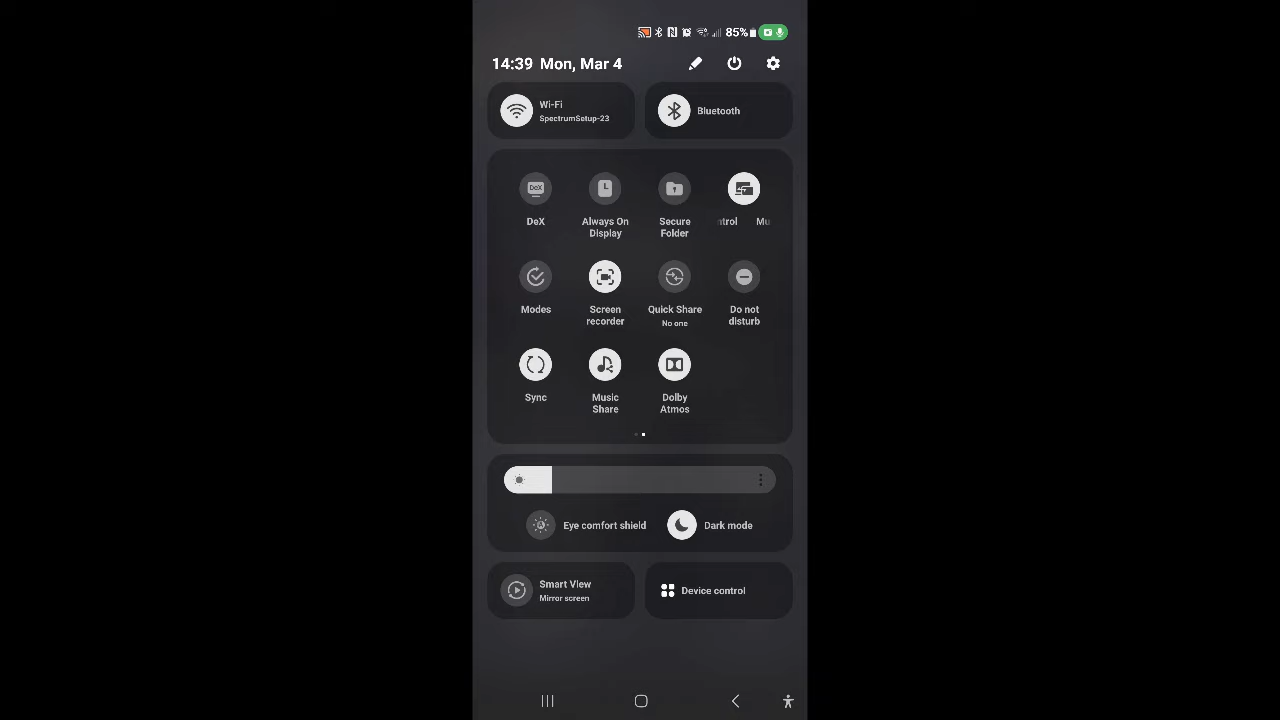 85%
14:39 Mon, Mar 4
Wi-Fi
SpectrumSetup-23
Bluetooth
DeX
DeX
Always On
Display
Secure
Folder
ntrol Mu
Modes
Screen
recorder
Quick Share
No one
Do not
disturb
Sync
Music
Share
Dolby
Atmos
Eye comfort shield
Dark mode
Smart View
Mirror screen
Device control